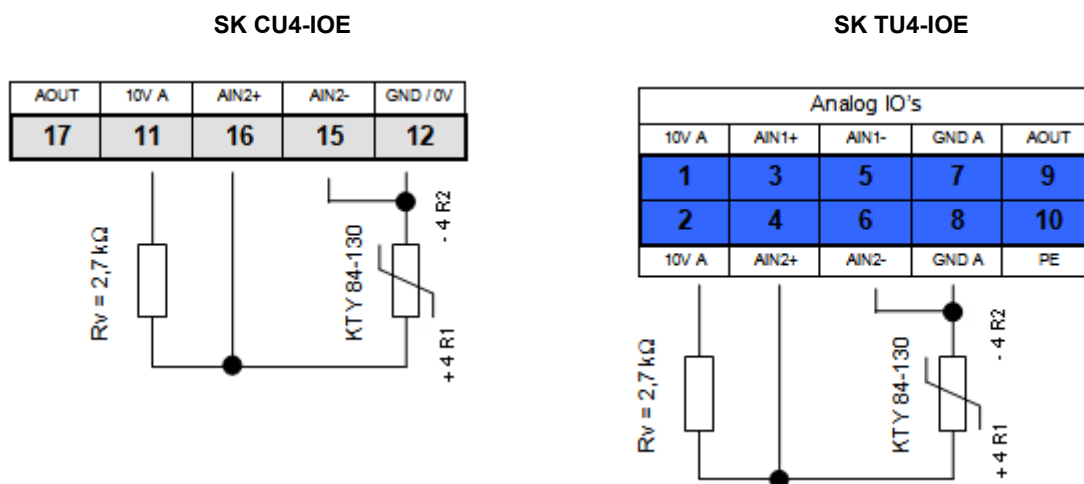 SK CU4-IOE
AOUT 10V A AIN2+ AIN2- GND / 0V
17 11 16 15 12
Rv = 2,7 kΩ
KTY 84-130
- 4 R2
+ 4 R1
SK TU4-IOE
Analog IO's
10V A AIN1+ AIN1- GND A AOUT
1 3 5 7 9
2 4 6 8 10
10V A AIN2+ AIN2- GND A PE
Rv = 2,7 kΩ
KTY 84-130
- 4 R2
+ 4 R1